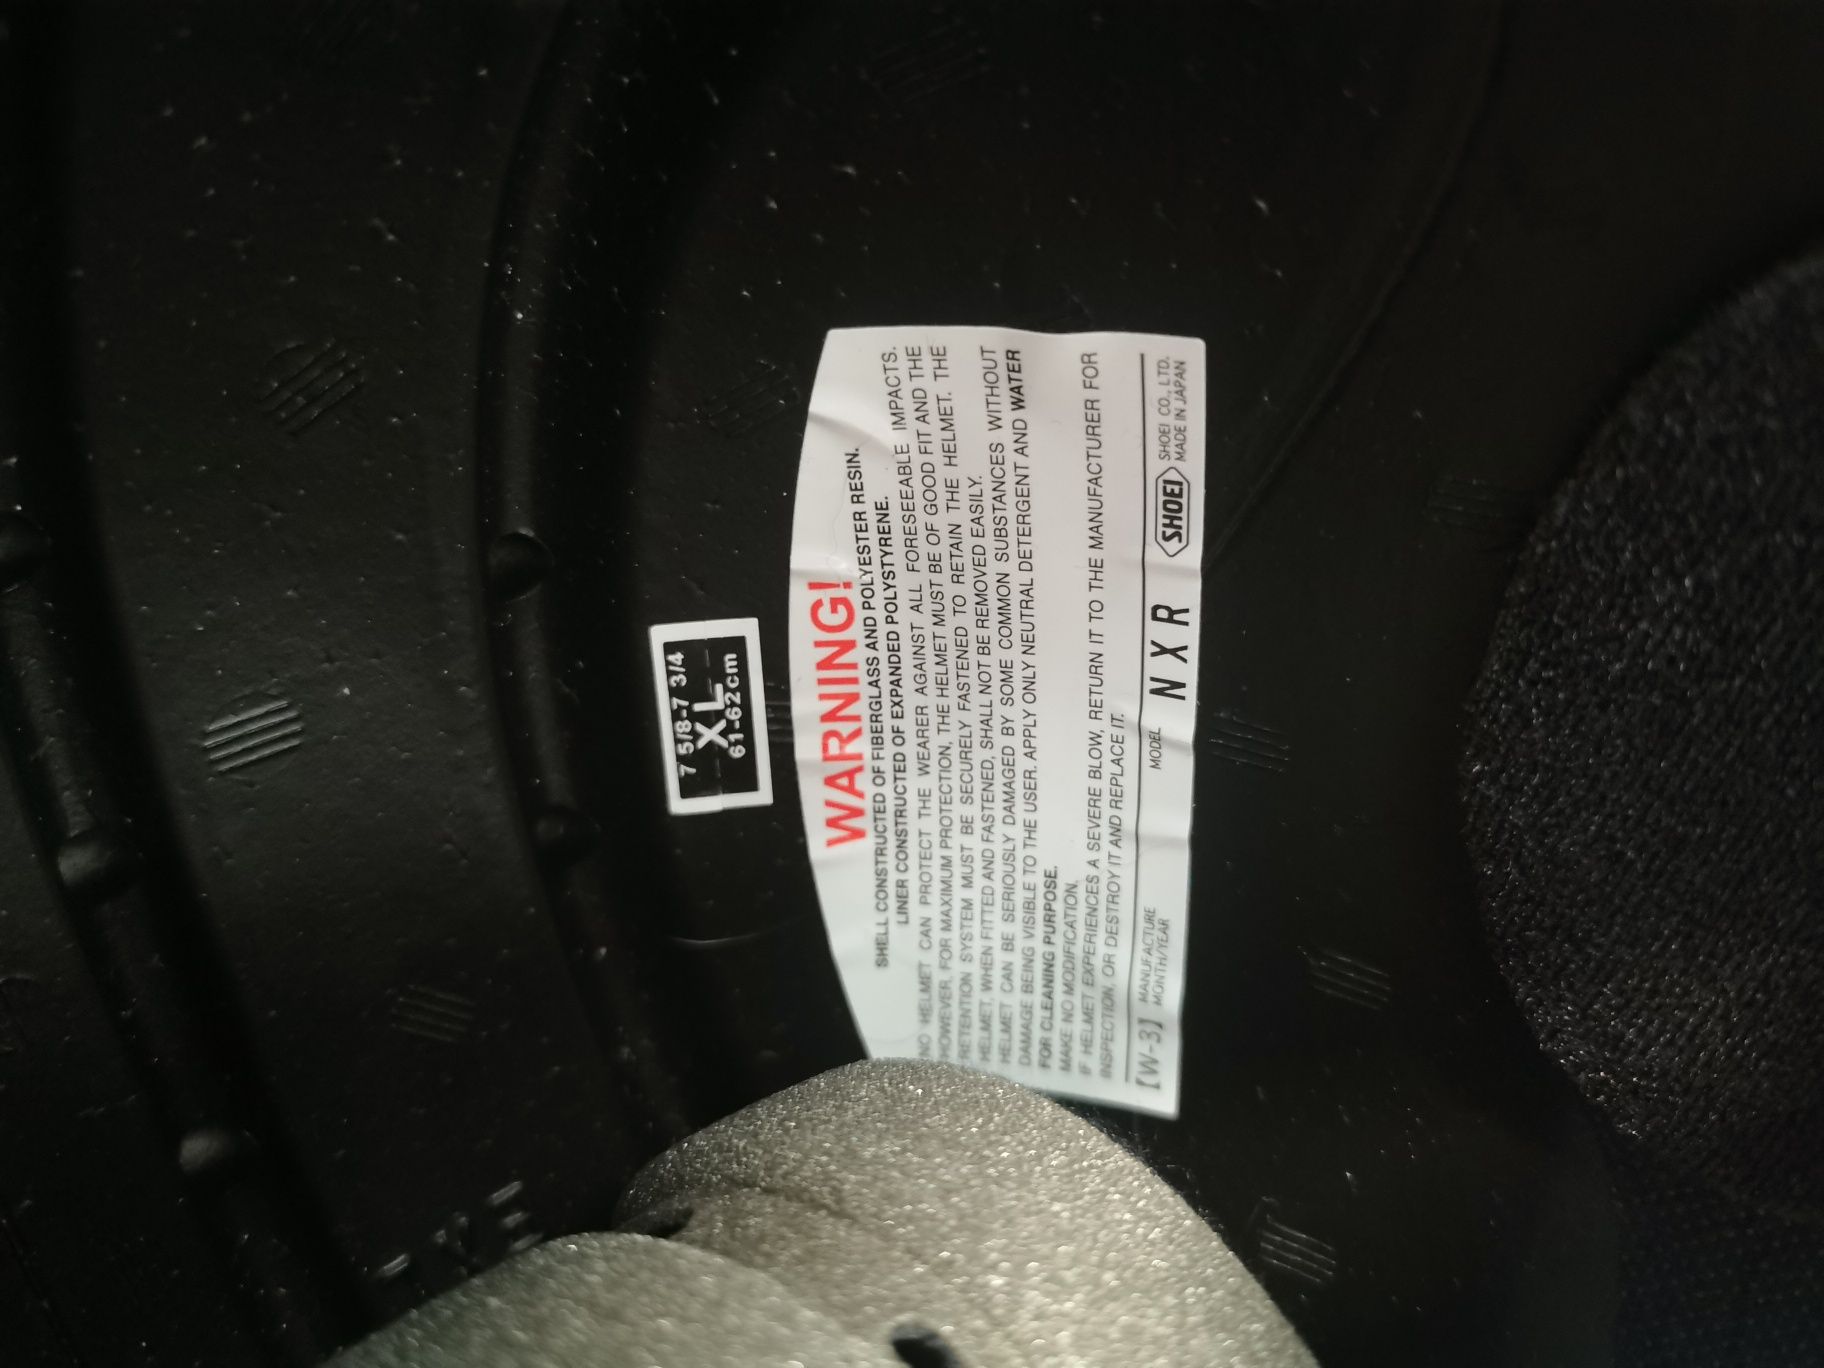 7 5/8-7 3/4
XL
61-62cm
WARNING!
SHELL CONSTRUCTED OF FIBERGLASS AND POLYESTER RESIN.
LINER CONSTRUCTED OF EXPANDED POLYSTYRENE.
NO HELMET CAN PROTECT THE WEARER AGAINST ALL FORESEEABLE IMPACTS.
HOWEVER, FOR MAXIMUM PROTECTION, THE HELMET MUST BE OF GOOD FIT AND THE
RETENTION SYSTEM MUST BE SECURELY FASTENED TO RETAIN THE HELMET. THE
HELMET, WHEN FITTED AND FASTENED, SHALL NOT BE REMOVED EASILY.
HELMET CAN BE SERIOUSLY DAMAGED BY SOME COMMON SUBSTANCES WITHOUT
DAMAGE BEING VISIBLE TO THE USER. APPLY ONLY NEUTRAL DETERGENT AND WATER
FOR CLEANING PURPOSE.
MAKE NO MODIFICATION.
IF HELMET EXPERIENCES A SEVERE BLOW, RETURN IT TO THE MANUFACTURER FOR
INSPECTION, OR DESTROY IT AND REPLACE IT.
[W-3] MANUFACTURE MONTH/YEAR
MODEL NXR
SHOEI SHOEI CO., LTD.
MADE IN JAPAN